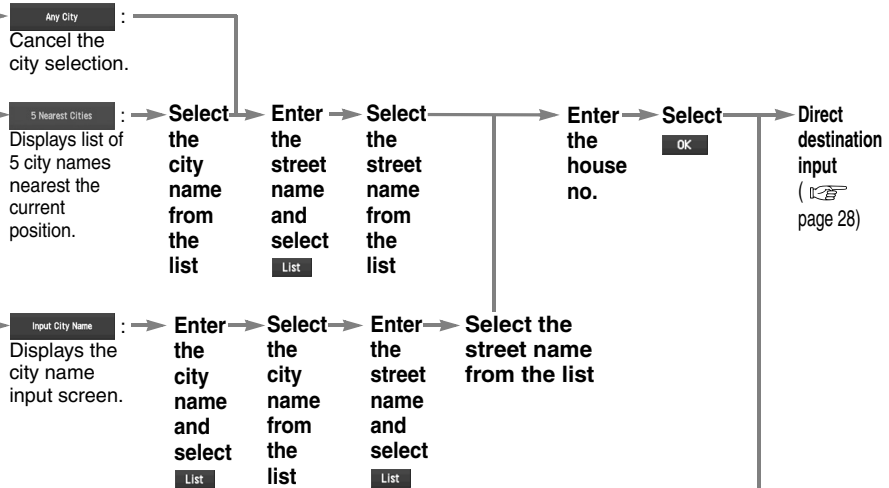 Any City :
Cancel the
city selection.
5 Nearest Cities :
Displays list of
5 city names
nearest the
current
position.
Select
the
city
name
from
the
list
Enter
the
street
name
and
select
List
Select
the
street
name
from
the
list
Enter
the
house
no.
Select
OK
Direct
destination
input
( ☞
page 28)
Input City Name :
Displays the
city name
input screen.
Enter
the
city
name
and
select
List
Select
the
city
name
from
the
list
Enter
the
street
name
and
select
List
Select the
street name
from the list